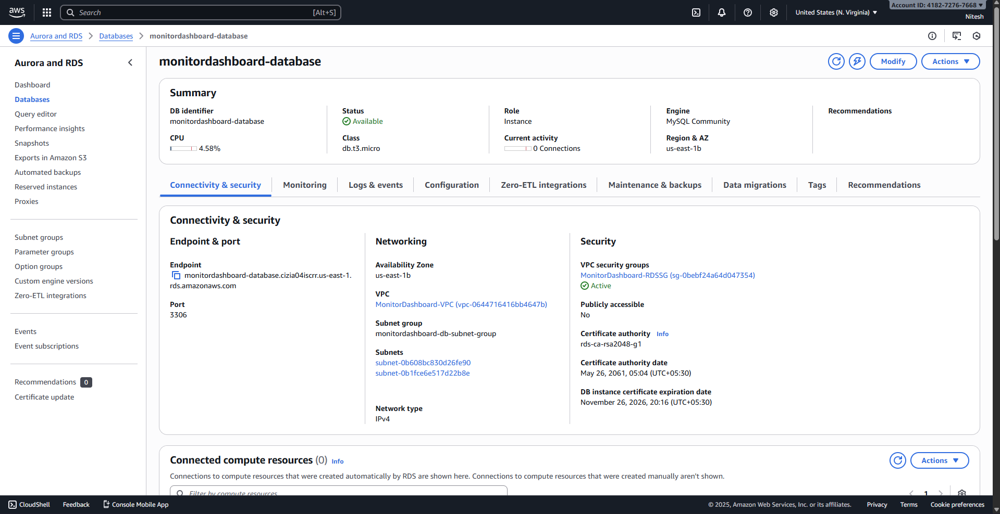 aws
Search
[Alt+S]
United States (N. Virginia)
Account ID: 4182-7276-7668
Nitesh
Aurora and RDS
Databases
monitordashboard-database
Aurora and RDS
Dashboard
Databases
Query editor
Performance insights
Snapshots
Exports in Amazon S3
Automated backups
Reserved instances
Proxies
Subnet groups
Parameter groups
Option groups
Custom engine versions
Zero-ETL integrations
Events
Event subscriptions
Recommendations 0
Certificate update
monitordashboard-database
Modify
Actions
Summary
DB identifier
monitordashboard-database
CPU
4.58%
Status
Available
Class
db.t3.micro
Role
Instance
Current activity
0 Connections
Engine
MySQL Community
Region & AZ
us-east-1b
Recommendations
Connectivity & security
Monitoring
Logs & events
Configuration
Zero-ETL integrations
Maintenance & backups
Data migrations
Tags
Recommendations
Connectivity & security
Endpoint & port
Endpoint
monitordashboard-database.cizia04iscrr.us-east-1.
rds.amazonaws.com
Port
3306
Networking
Availability Zone
us-east-1b
VPC
MonitorDashboard-VPC (vpc-0644716416bb4647b)
Subnet group
monitordashboard-db-subnet-group
Subnets
subnet-0b608bc830d26fe90
subnet-0b1fce6e517d22b8e
Network type
IPv4
Security
VPC security groups
MonitorDashboard-RDSSG (sg-0bebf24a64d047354)
Active
Publicly accessible
No
Certificate authority Info
rds-ca-rsa2048-g1
Certificate authority date
May 26, 2061, 05:04 (UTC+05:30)
DB instance certificate expiration date
November 26, 2026, 20:16 (UTC+05:30)
Connected compute resources (0) Info
Actions
Connections to compute resources that were created automatically by RDS are shown here. Connections to compute resources that were created manually aren't shown.
Filter by compute resources
1
CloudShell
Feedback
Console Mobile App
© 2025, Amazon Web Services, Inc. or its affiliates.
Privacy
Terms
Cookie preferences